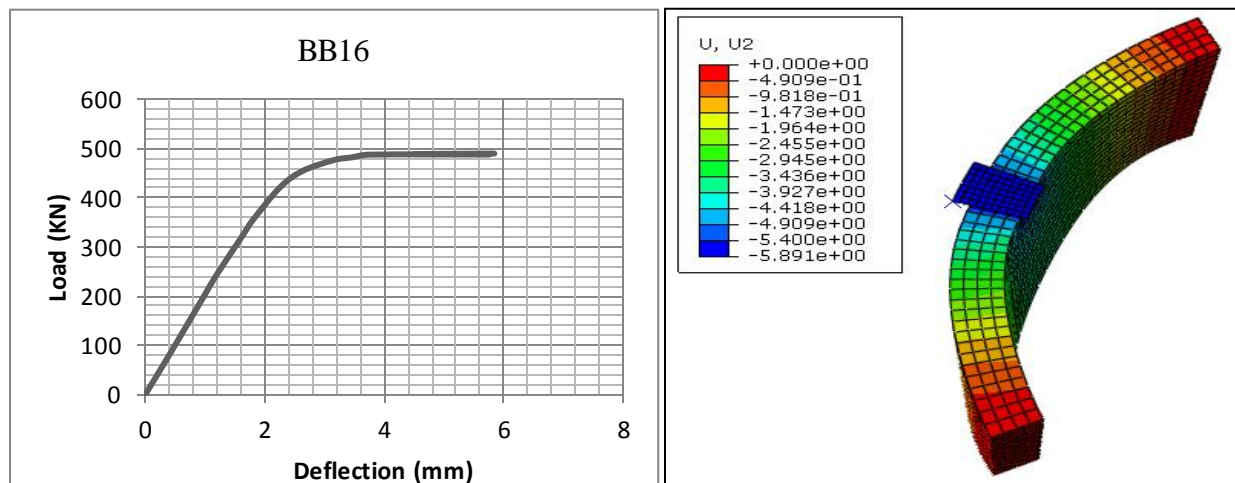 BB16
600
500
400
300
200
100
0
0 2 4 6 8
Load (KN)
Deflection (mm)
U, U2
+0.000e+00
-4.909e-01
-9.818e-01
-1.473e+00
-1.964e+00
-2.455e+00
-2.945e+00
-3.436e+00
-3.927e+00
-4.418e+00
-4.909e+00
-5.400e+00
-5.891e+00